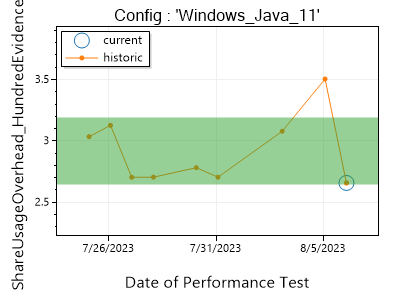 Config : 'Windows_Java_11'
current
historic
ShareUsageOverhead_HundredEvidence
3.5
3
2.5
7/26/2023
7/31/2023
8/5/2023
Date of Performance Test